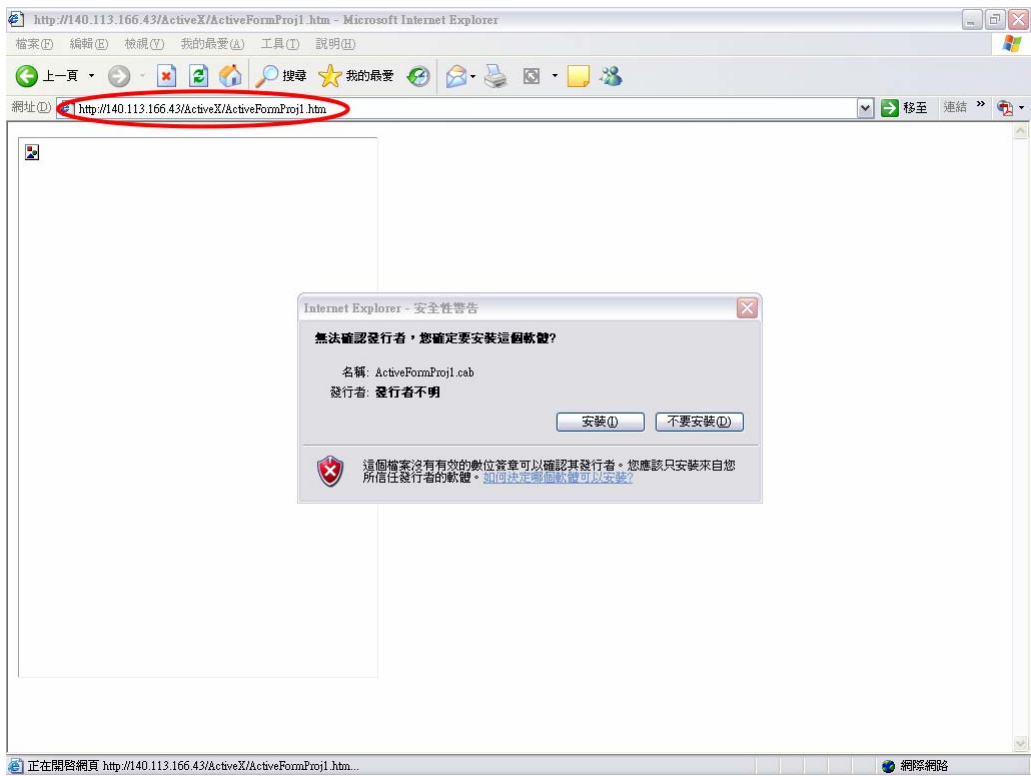 http://140.113.166.43/ActiveX/ActiveFormProj1.htm - Microsoft Internet Explorer
檔案(F) 編輯(E) 檢視(V) 我的最愛(A) 工具(T) 說明(H)
上一頁 搜尋 我的最愛
網址(D) http://140.113.166.43/ActiveX/ActiveFormProj1.htm 移至 連結 »
Internet Explorer - 安全性警告
無法確認發行者，您確定要安裝這個軟體?
名稱: ActiveFormProj1.cab
發行者: 發行者不明
安裝(I) 不要安裝(D)
這個檔案沒有有效的數位簽章可以確認其發行者。您應該只安裝來自您
所信任發行者的軟體。如何決定哪個軟體可以安裝?
正在開啓網頁 http://140.113.166.43/ActiveX/ActiveFormProj1.htm... 網際網路